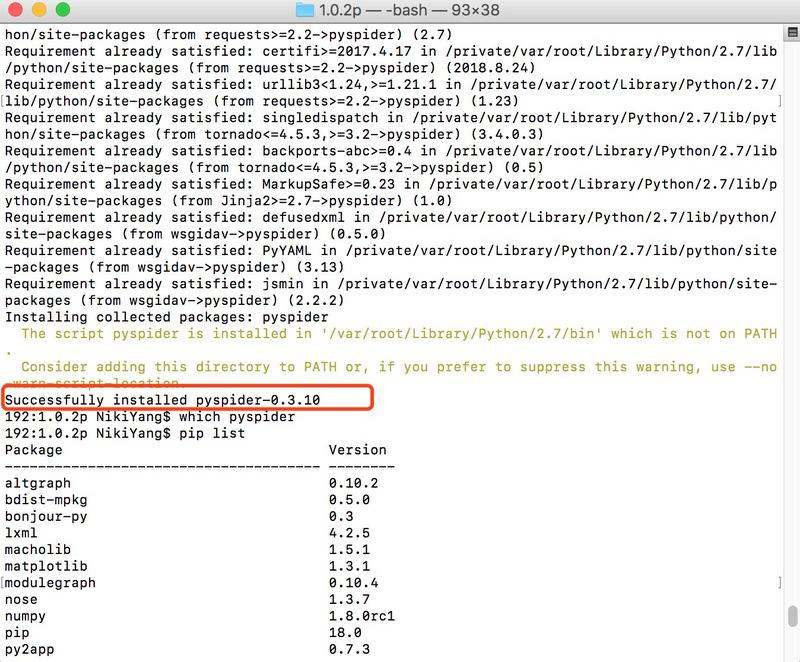 1.0.2p — -bash — 93×38
hon/site-packages (from requests>=2.2->pyspider) (2.7)
Requirement already satisfied: certifi>=2017.4.17 in /private/var/root/Library/Python/2.7/lib
/python/site-packages (from requests>=2.2->pyspider) (2018.8.24)
Requirement already satisfied: urllib3<1.24,>=1.21.1 in /private/var/root/Library/Python/2.7/
[lib/python/site-packages (from requests>=2.2->pyspider) (1.23) ]
Requirement already satisfied: singledispatch in /private/var/root/Library/Python/2.7/lib/pyt
hon/site-packages (from tornado<=4.5.3,>=3.2->pyspider) (3.4.0.3)
Requirement already satisfied: backports-abc>=0.4 in /private/var/root/Library/Python/2.7/lib
/python/site-packages (from tornado<=4.5.3,>=3.2->pyspider) (0.5)
Requirement already satisfied: MarkupSafe>=0.23 in /private/var/root/Library/Python/2.7/lib/p
ython/site-packages (from Jinja2>=2.7->pyspider) (1.0)
Requirement already satisfied: defusedxml in /private/var/root/Library/Python/2.7/lib/python/
site-packages (from wsgidav->pyspider) (0.5.0)
Requirement already satisfied: PyYAML in /private/var/root/Library/Python/2.7/lib/python/site
-packages (from wsgidav->pyspider) (3.13)
Requirement already satisfied: jsmin in /private/var/root/Library/Python/2.7/lib/python/site-
packages (from wsgidav->pyspider) (2.2.2)
Installing collected packages: pyspider
  The script pyspider is installed in '/var/root/Library/Python/2.7/bin' which is not on PATH
.
  Consider adding this directory to PATH or, if you prefer to suppress this warning, use --no
-warn-script-location.
Successfully installed pyspider-0.3.10
192:1.0.2p NikiYang$ which pyspider
192:1.0.2p NikiYang$ pip list
Package Version
-------------------------------------- --------
altgraph 0.10.2
bdist-mpkg 0.5.0
bonjour-py 0.3
lxml 4.2.5
macholib 1.5.1
matplotlib 1.3.1
[modulegraph 0.10.4 ]
nose 1.3.7
numpy 1.8.0rc1
pip 18.0
py2app 0.7.3